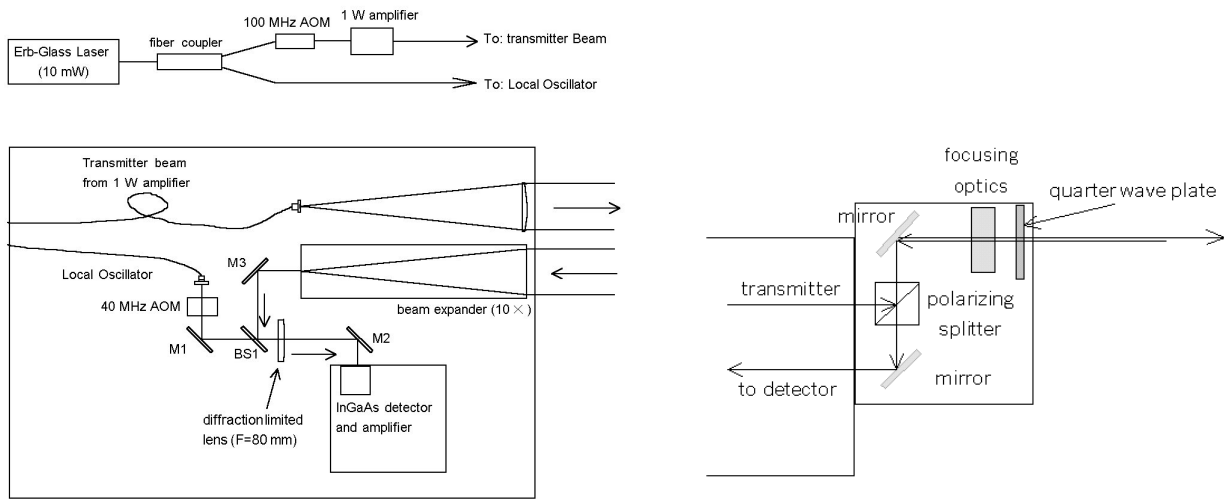 Erb-Glass Laser
(10 mW)
fiber coupler
100 MHz AOM
1 W amplifier
To: transmitter Beam
To: Local Oscillator
Transmitter beam
from 1 W amplifier
Local Oscillator
40 MHz AOM
M1
M3
BS1
M2
beam expander (10×)
diffraction limited
lens (F=80 mm)
InGaAs detector
and amplifier
focusing
optics
quarter wave plate
mirror
transmitter
polarizing
splitter
to detector
mirror